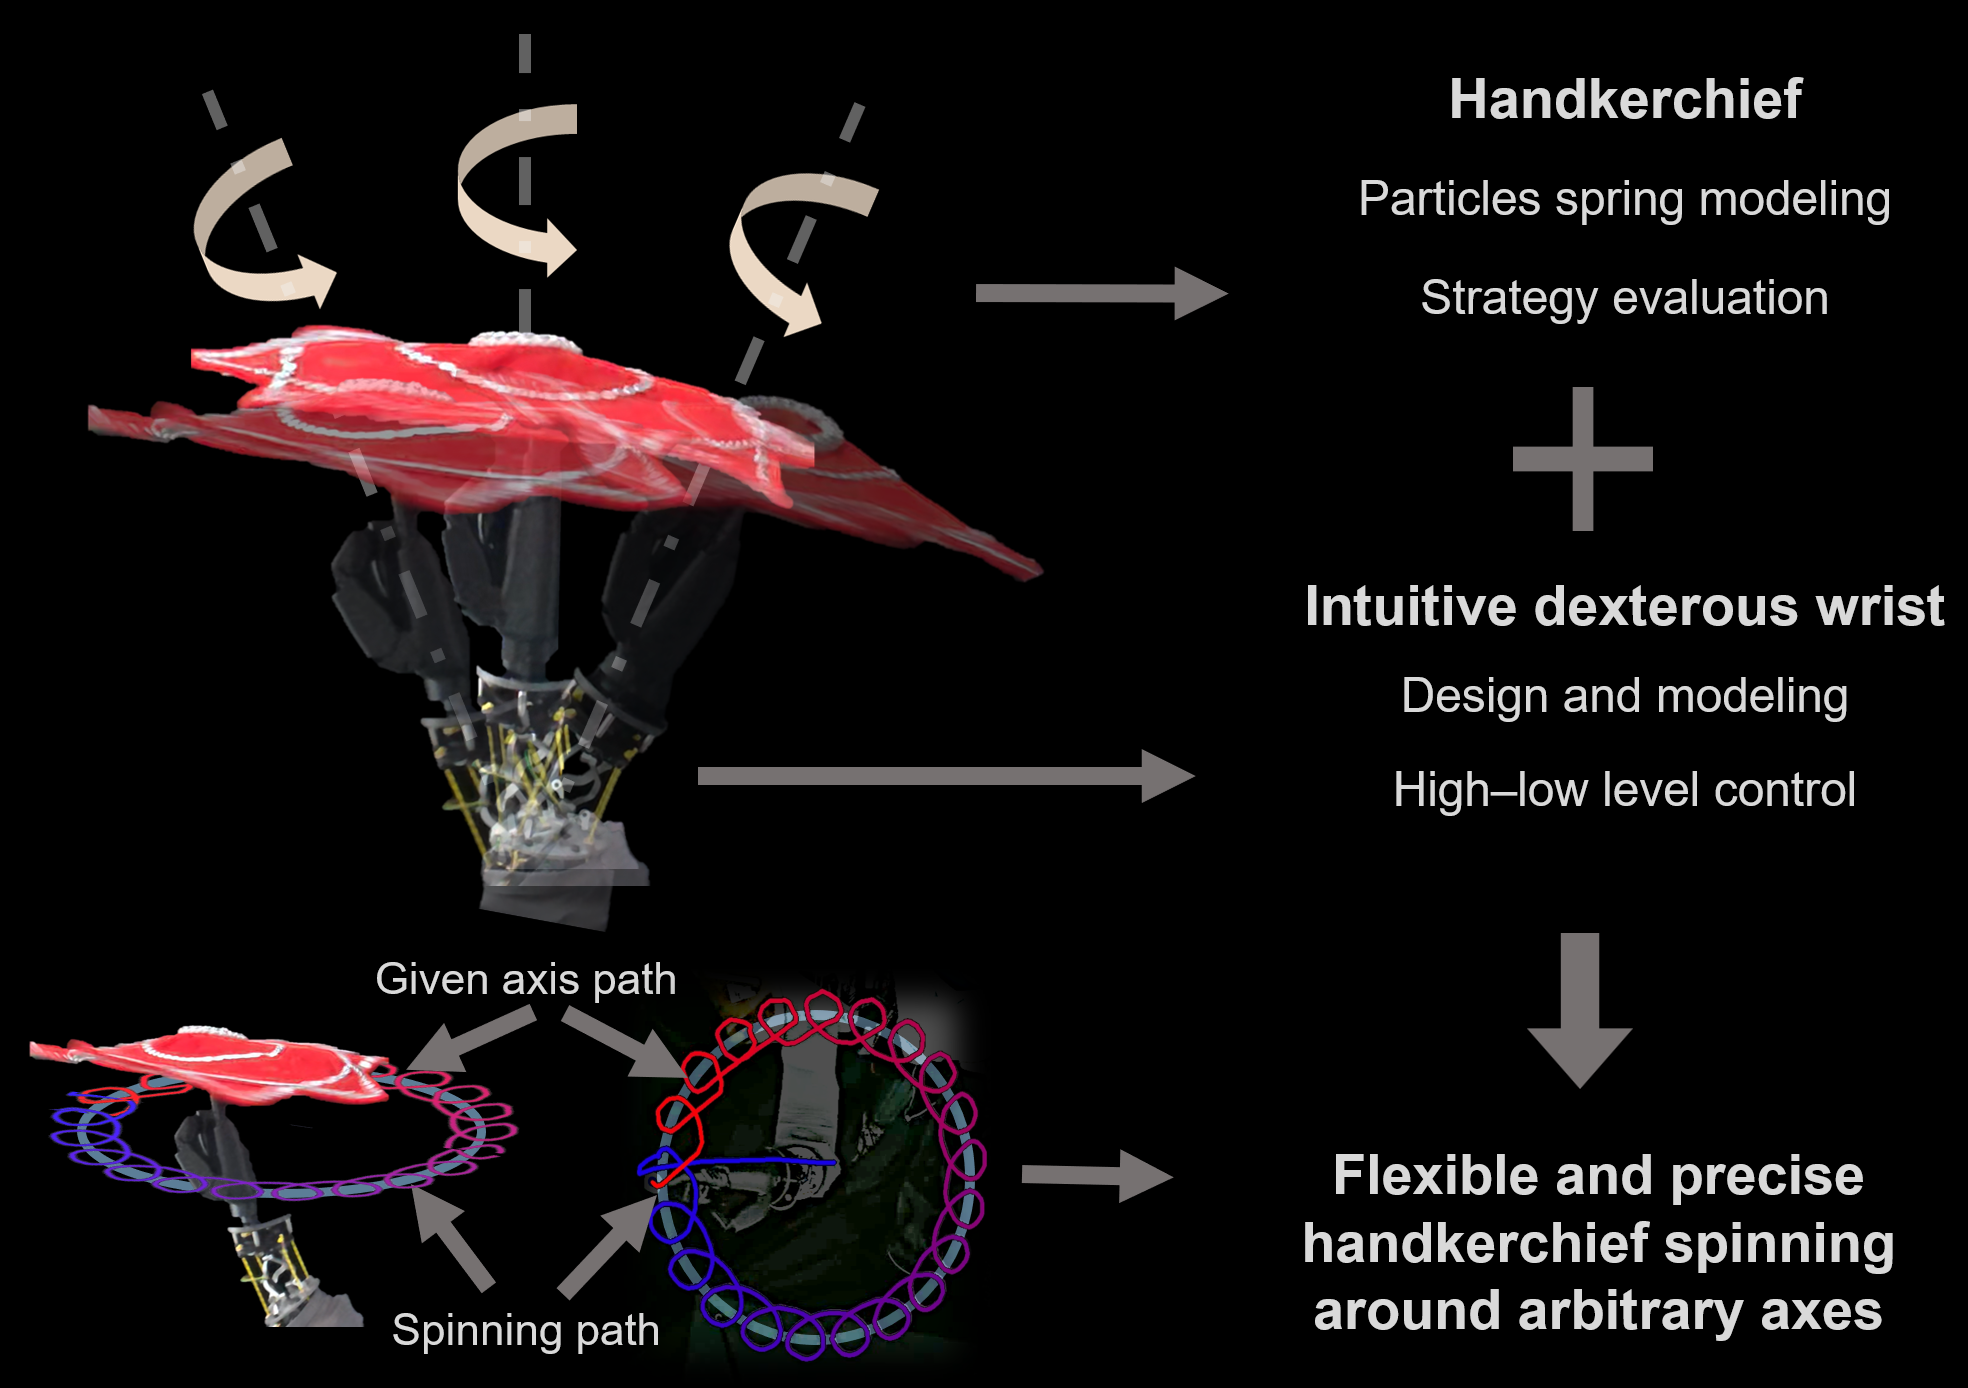 Handkerchief
Particles spring modeling
Strategy evaluation
Intuitive dexterous wrist
Design and modeling
High–low level control
Given axis path
Spinning path
Flexible and precise
handkerchief spinning
around arbitrary axes